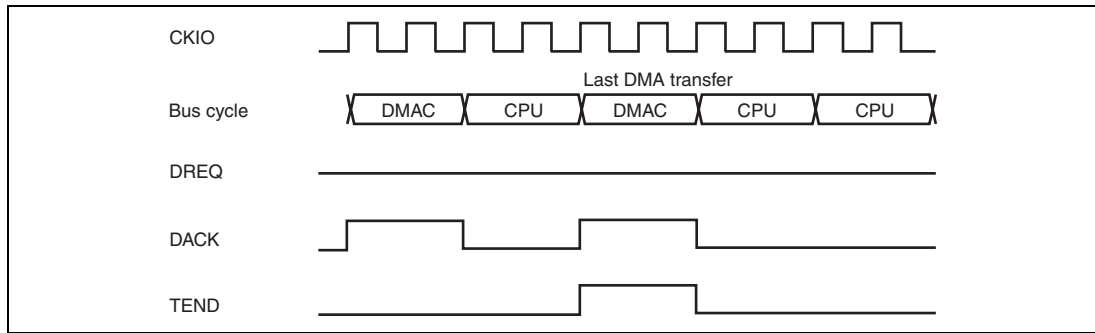 CKIO
Last DMA transfer
Bus cycle DMAC CPU DMAC CPU CPU
DREQ
DACK
TEND